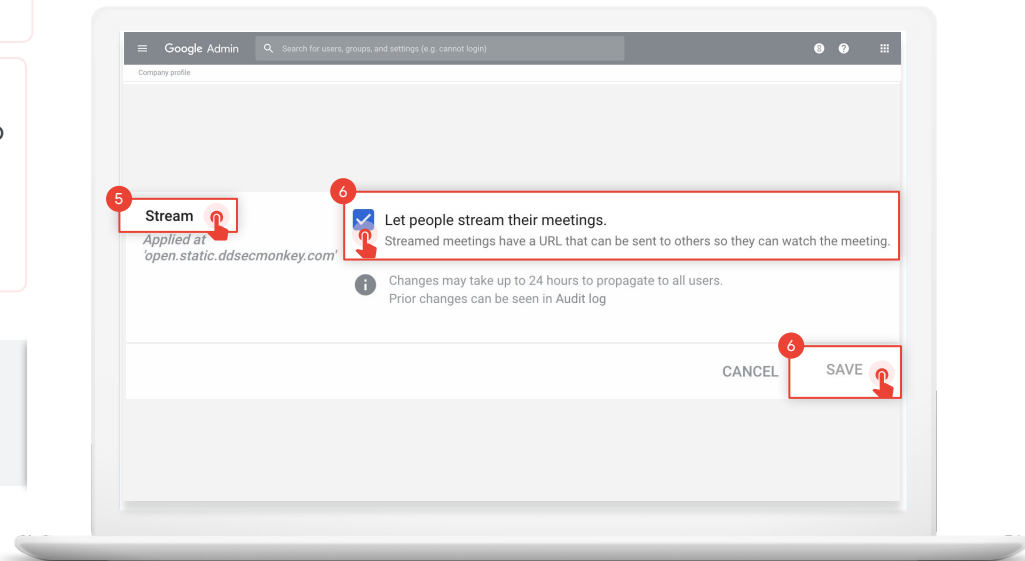 Google Admin
Search for users, groups, and settings (e.g. cannot login)
8
?
Company profile
5
6
Stream
Let people stream their meetings.
Streamed meetings have a URL that can be sent to others so they can watch the meeting.
Applied at
'open.static.ddsecmonkey.com'
i
Changes may take up to 24 hours to propagate to all users.
Prior changes can be seen in Audit log
6
CANCEL
SAVE